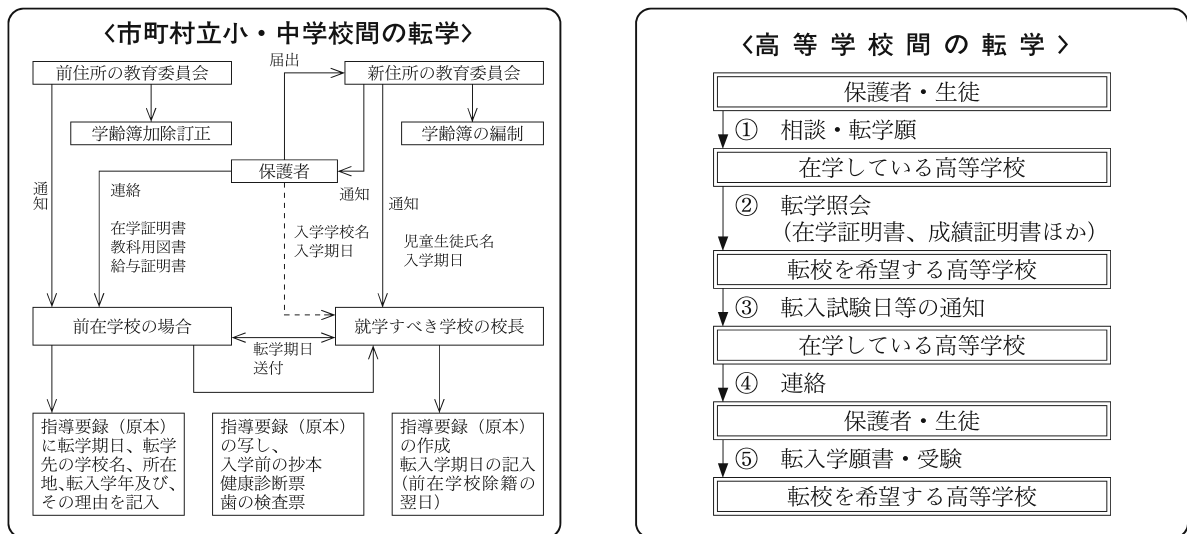 〈市町村立小・中学校間の転学〉
届出
前住所の教育委員会
新住所の教育委員会
学齢簿加除訂正
学齢簿の編制
保護者
通知
連絡
通知
通知
在学証明書
教科用図書
給与証明書
入学学校名
入学期日
児童生徒氏名
入学期日
前在学校の場合
就学すべき学校の校長
転学期日
送付
指導要録（原本）
に転学期日、転学
先の学校名、所在
地、転入学年及び、
その理由を記入
指導要録（原本）
の写し、
入学前の抄本
健康診断票
歯の検査票
指導要録（原本）
の作成
転入学期日の記入
（前在学校除籍の
翌日）
〈高等学校間の転学〉
保護者・生徒
① 相談・転学願
在学している高等学校
② 転学照会
（在学証明書、成績証明書ほか）
転校を希望する高等学校
③ 転入試験日等の通知
在学している高等学校
④ 連絡
保護者・生徒
⑤ 転入学願書・受験
転校を希望する高等学校